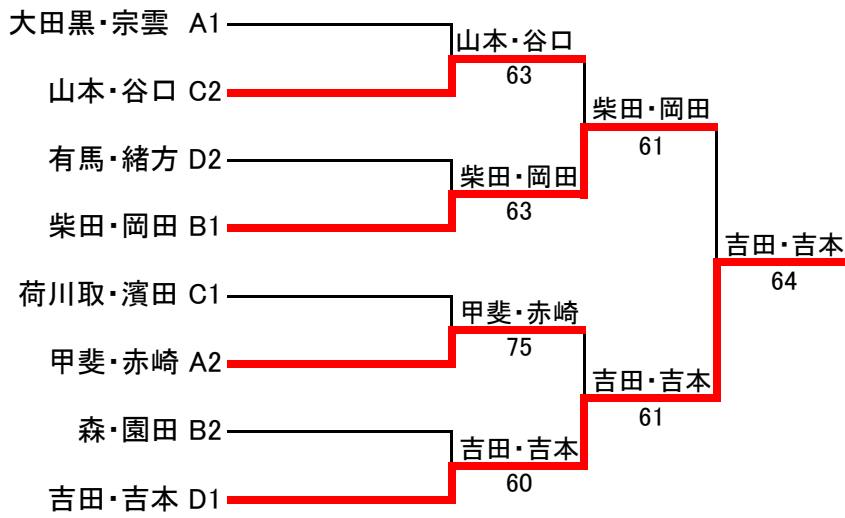 大田黒・宗雲 A1
山本・谷口
63
山本・谷口 C2
柴田・岡田
61
有馬・緒方 D2
柴田・岡田
63
柴田・岡田 B1
吉田・吉本
64
荷川取・濱田 C1
甲斐・赤崎
75
甲斐・赤崎 A2
吉田・吉本
61
森・園田 B2
吉田・吉本
60
吉田・吉本 D1